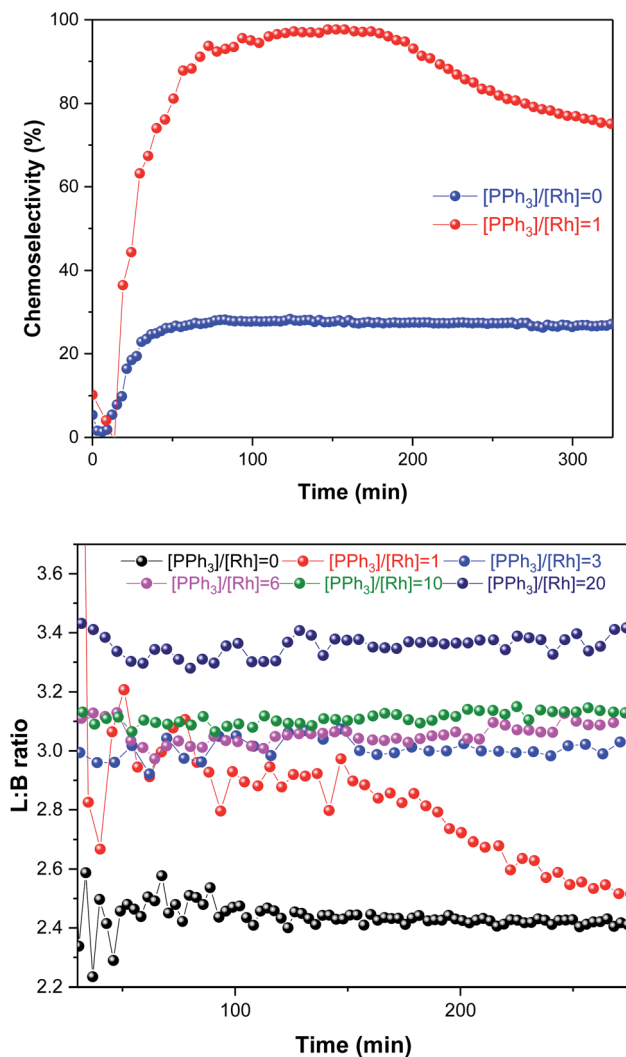 100
80
60
40
20
0
Chemoselectivity (%)
[PPh₃]/[Rh]=0
[PPh₃]/[Rh]=1
0 100 200 300
Time (min)
[PPh₃]/[Rh]=0 [PPh₃]/[Rh]=1 [PPh₃]/[Rh]=3
[PPh₃]/[Rh]=6 [PPh₃]/[Rh]=10 [PPh₃]/[Rh]=20
3.6
3.4
3.2
3.0
2.8
2.6
2.4
2.2
L:B ratio
100 200
Time (min)